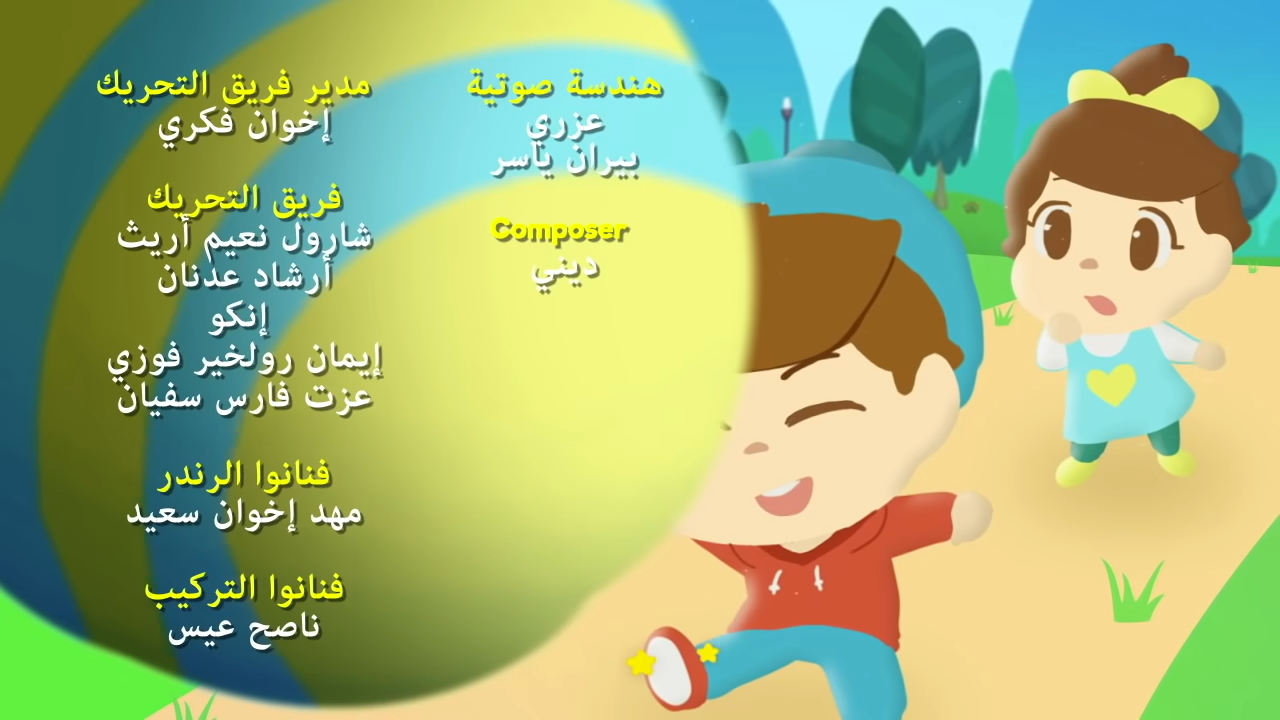 هندسة صوتية
عزري
بيران ياسر
Composer
ديني
مدير فريق التحريك
إخوان فكري
فريق التحريك
شارول نعيم أريث
أرشاد عدنان
إنكو
إيمان رولخير فوزي
عزت فارس سفيان
فنانوا الرندر
مهد إخوان سعيد
فنانوا التركيب
ناصح عيس